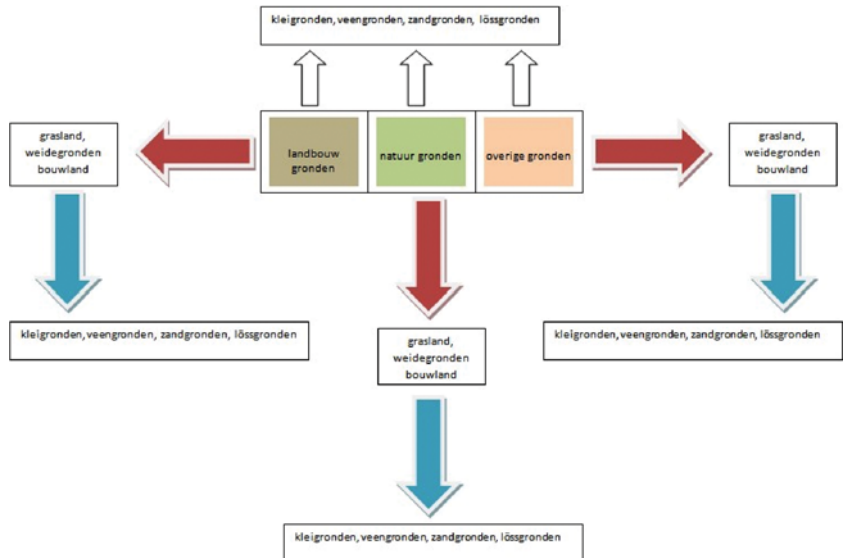 kleigronden, veengronden, zandgronden, lössgronden
landbouw
gronden
natuur gronden
overige gronden
grasland,
weidegronden
bouwland
grasland,
weidegronden
bouwland
kleigronden, veengronden, zandgronden, lössgronden
kleigronden, veengronden, zandgronden, lössgronden
grasland,
weidegronden
bouwland
kleigronden, veengronden, zandgronden, lössgronden